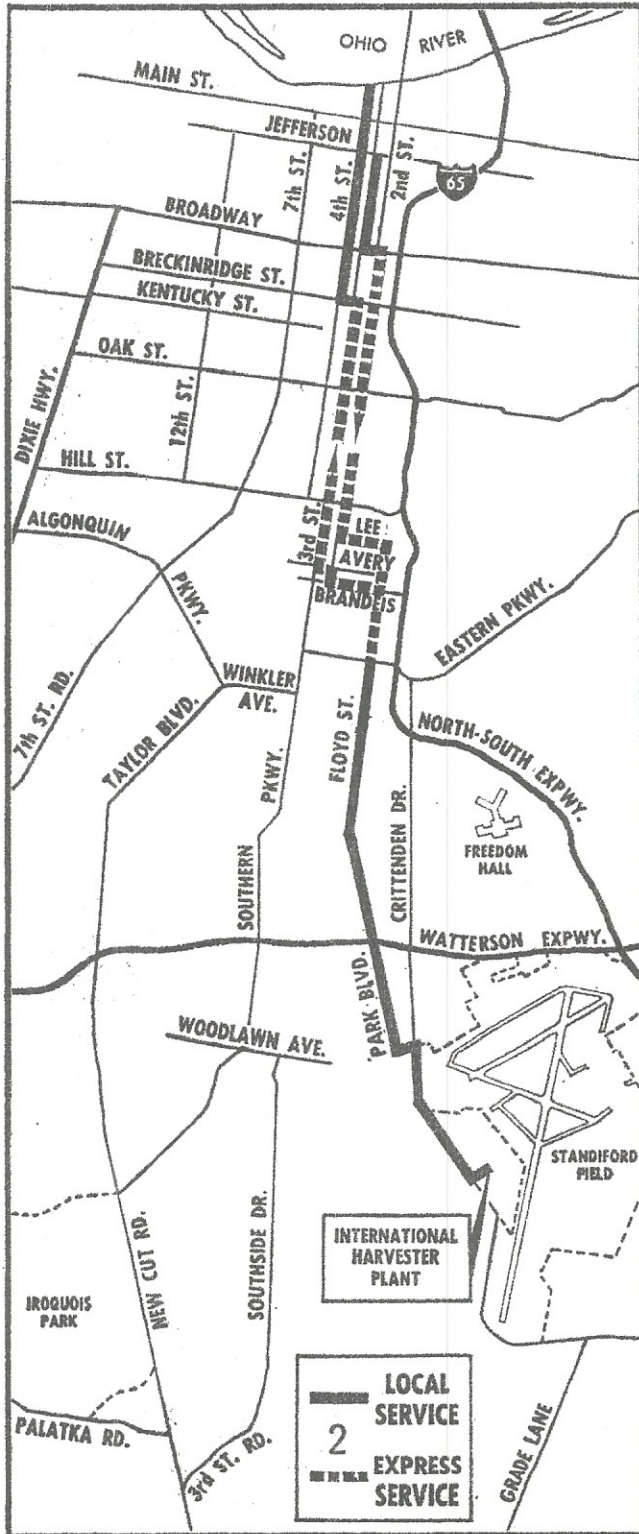 OHIO RIVER
MAIN ST.
JEFFERSON
7th ST.
4th ST.
2nd ST.
65
BROADWAY
BRECKINRIDGE ST.
KENTUCKY ST.
OAK ST.
DIXIE HWY.
12th ST.
HILL ST.
3rd ST.
LEE
AVERY
BRANDEIS
ALGONQUIN
PKWY.
EASTERN PKWY.
WINKLER
AVE.
7th ST. RD.
TAYLOR BLVD.
FLOYD ST.
NORTH-SOUTH EXPWY.
SOUTHERN
PKWY.
CRITTENDEN DR.
FREEDOM
HALL
WATTERSON EXPWY.
PARK BLVD.
WOODLAWN AVE.
STANDIFORD
FIELD
INTERNATIONAL
HARVESTER
PLANT
NEW CUT RD.
SOUTHSIDE DR.
IROQUOIS
PARK
PALATKA RD.
3rd ST. RD.
LOCAL
SERVICE
2
EXPRESS
SERVICE
GRADE LANE